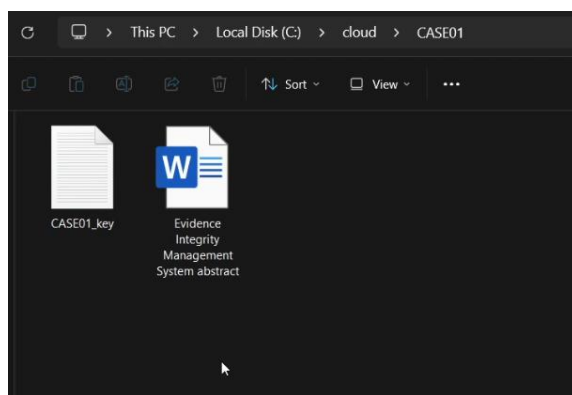 This PC > Local Disk (C:) > cloud > CASE01
Sort View
CASE01_key
Evidence
Integrity
Management
System abstract